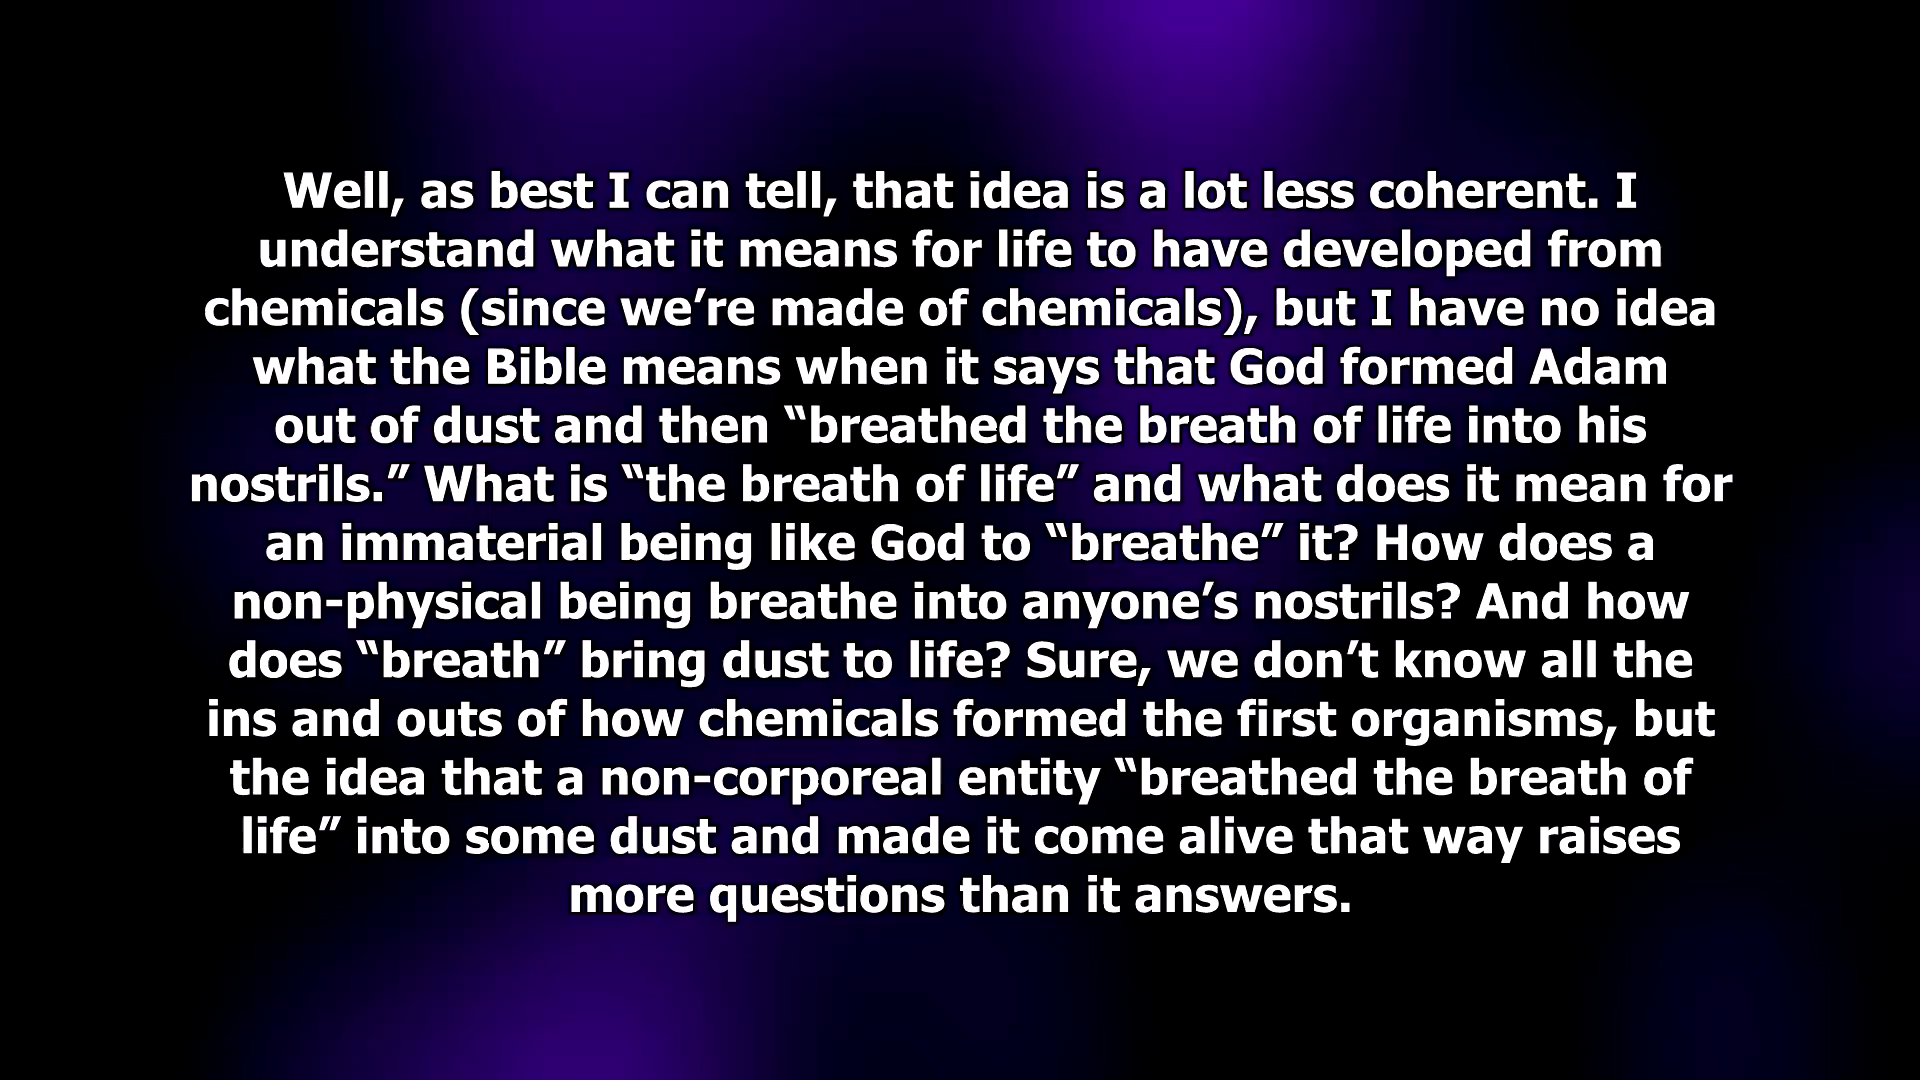 Well, as best I can tell, that idea is a lot less coherent. I
understand what it means for life to have developed from
chemicals (since we’re made of chemicals), but I have no idea
what the Bible means when it says that God formed Adam
out of dust and then “breathed the breath of life into his
nostrils.” What is “the breath of life” and what does it mean for
an immaterial being like God to “breathe” it? How does a
non-physical being breathe into anyone’s nostrils? And how
does “breath” bring dust to life? Sure, we don’t know all the
ins and outs of how chemicals formed the first organisms, but
the idea that a non-corporeal entity “breathed the breath of
life” into some dust and made it come alive that way raises
more questions than it answers.